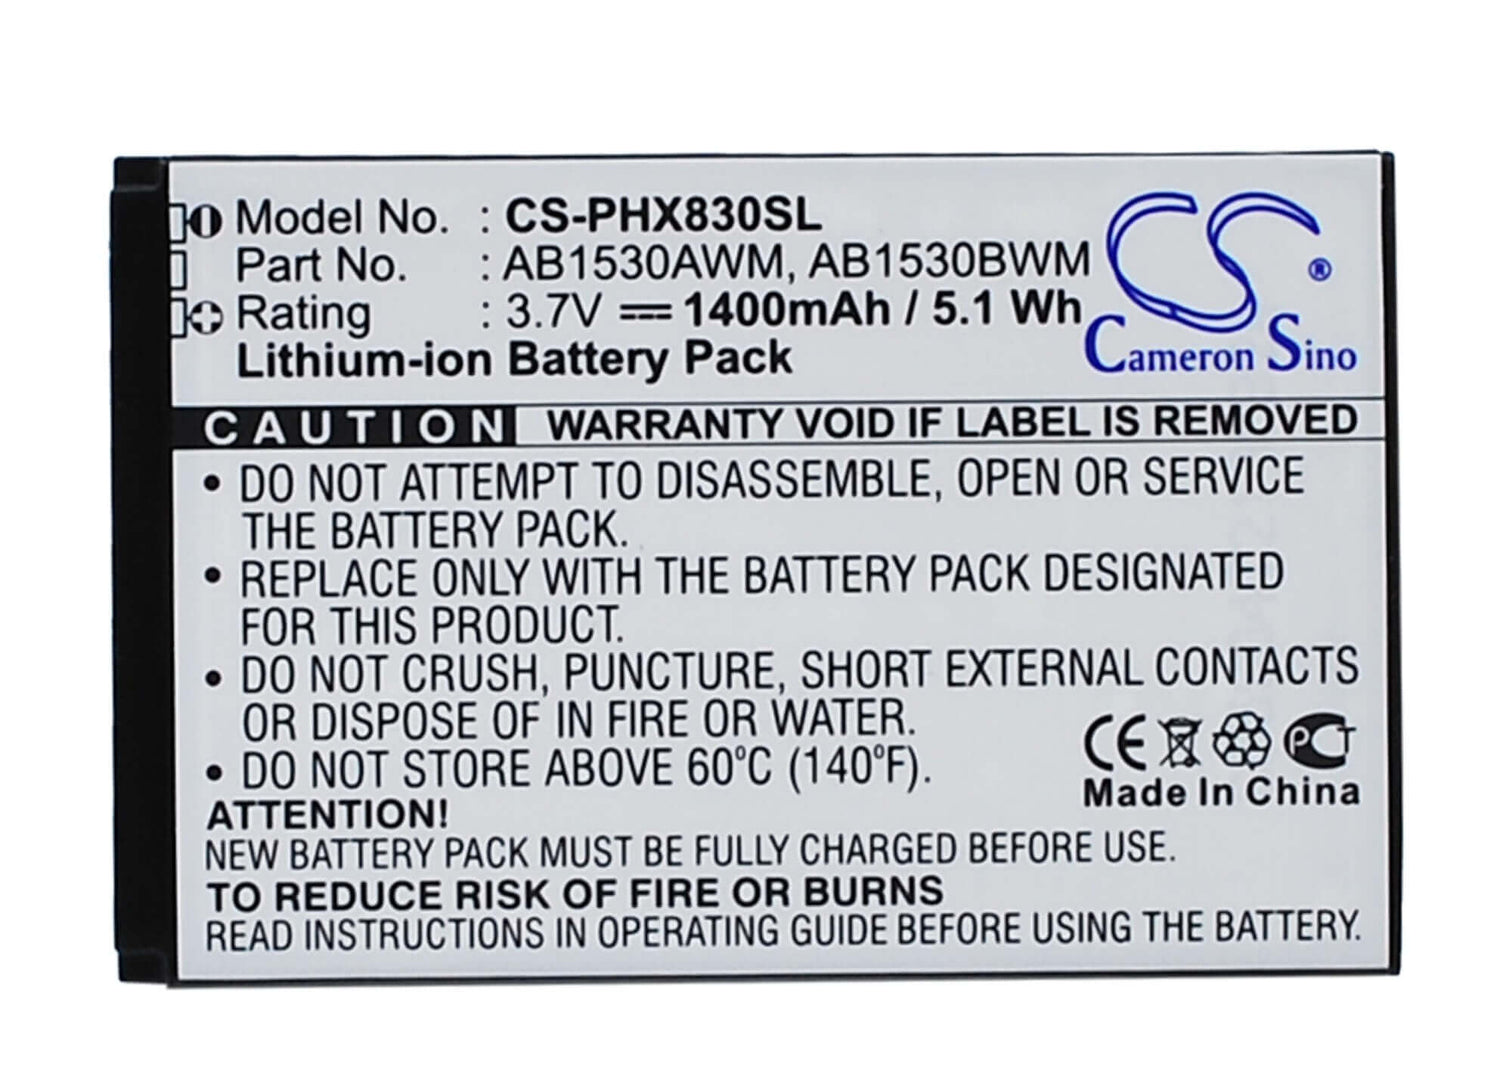 Model No. : CS-PHX830SL
Part No. : AB1530AWM, AB1530BWM
Rating : 3.7V 1400mAh / 5.1 Wh
Lithium-ion Battery Pack
CS ®
Cameron Sino
CAUTION WARRANTY VOID IF LABEL IS REMOVED
• DO NOT ATTEMPT TO DISASSEMBLE, OPEN OR SERVICE
THE BATTERY PACK.
• REPLACE ONLY WITH THE BATTERY PACK DESIGNATED
FOR THIS PRODUCT.
• DO NOT CRUSH, PUNCTURE, SHORT EXTERNAL CONTACTS
OR DISPOSE OF IN FIRE OR WATER.
• DO NOT STORE ABOVE 60°C (140°F).
CE PCT
Made In China
ATTENTION!
NEW BATTERY PACK MUST BE FULLY CHARGED BEFORE USE.
TO REDUCE RISK OF FIRE OR BURNS
READ INSTRUCTIONS IN OPERATING GUIDE BEFORE USING THE BATTERY.